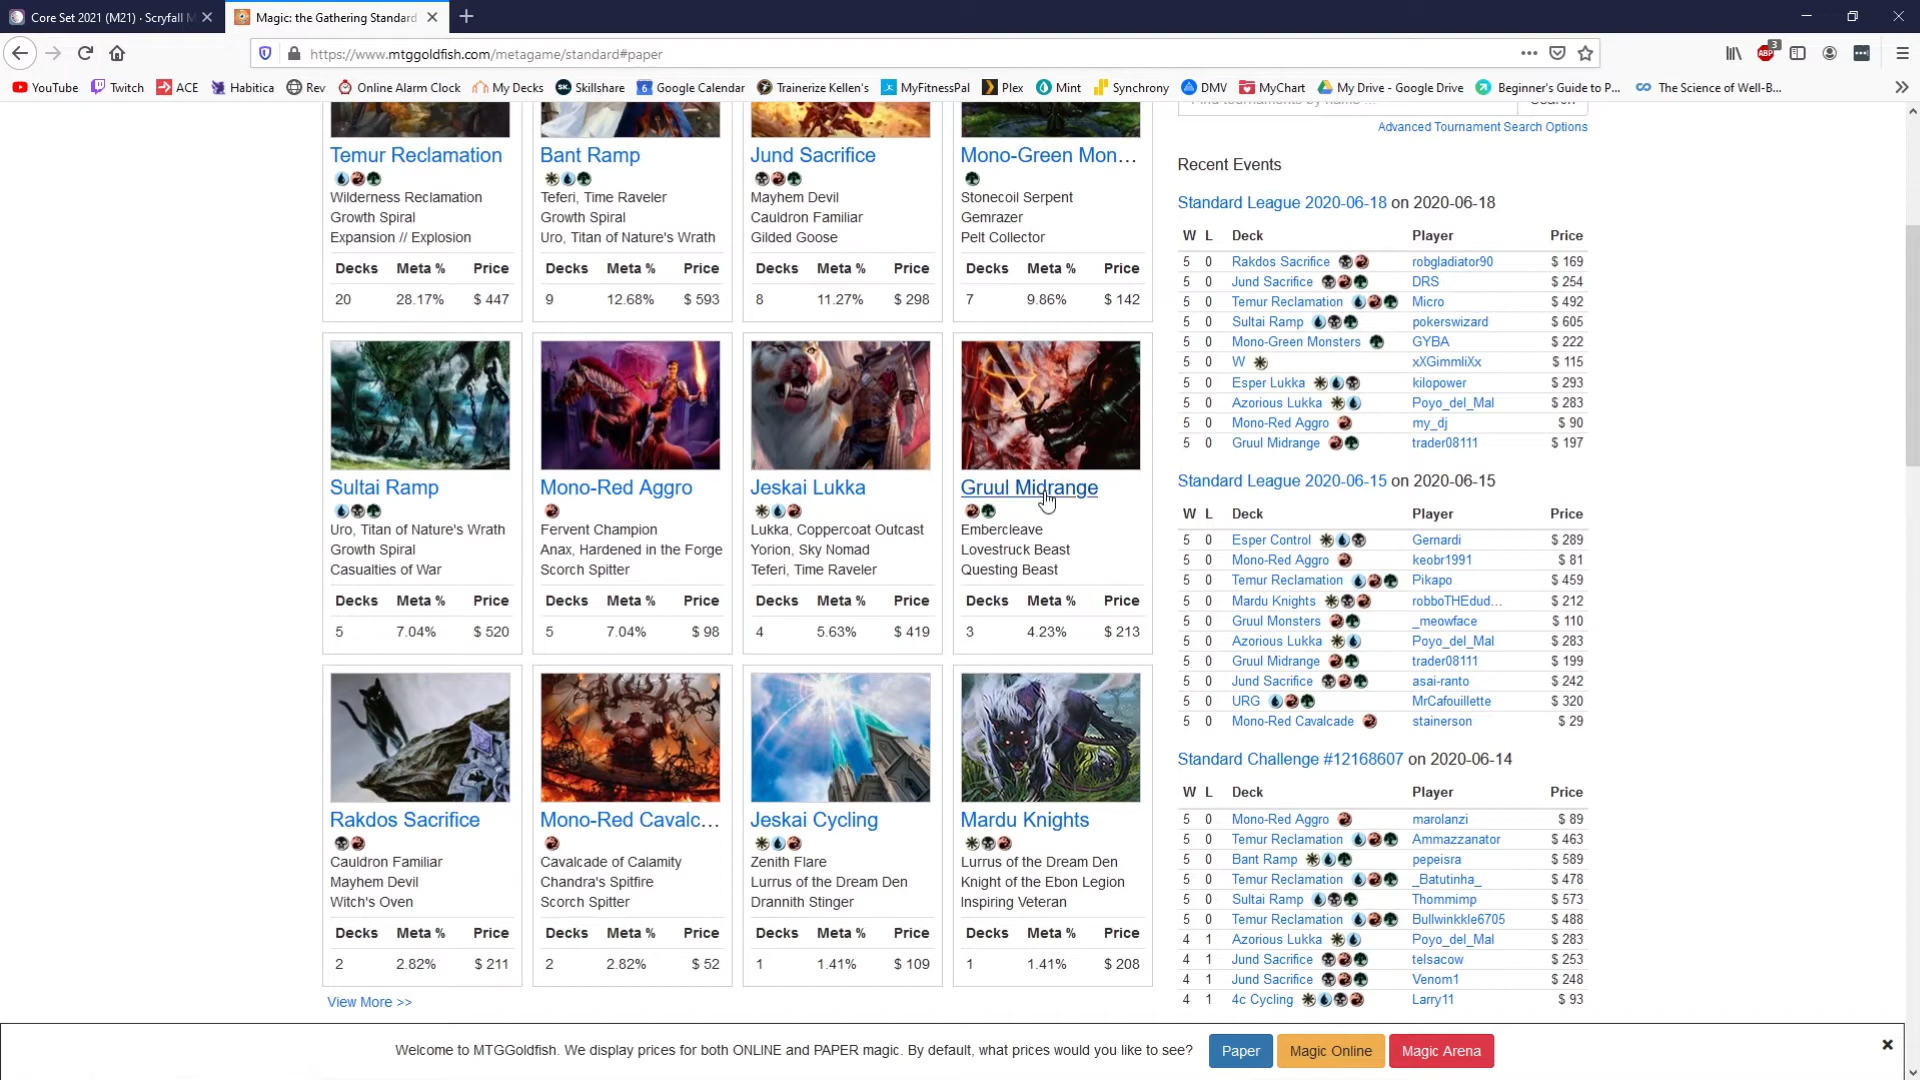 Core Set 2021 (M21) · Scryfall M
Magic: the Gathering Standard
https://www.mtggoldfish.com/metagame/standard#paper
3
YouTube Twitch ACE Habitica Rev Online Alarm Clock My Decks Skillshare Google Calendar Trainerize Kellen's MyFitnessPal Plex Mint Synchrony DMV MyChart My Drive - Google Drive Beginner's Guide to P... The Science of Well-B...
Advanced Tournament Search Options
Temur Reclamation
Wilderness Reclamation
Growth Spiral
Expansion // Explosion
Decks Meta % Price
20 28.17% $ 447
Bant Ramp
Teferi, Time Raveler
Growth Spiral
Uro, Titan of Nature's Wrath
Decks Meta % Price
9 12.68% $ 593
Jund Sacrifice
Mayhem Devil
Cauldron Familiar
Gilded Goose
Decks Meta % Price
8 11.27% $ 298
Mono-Green Mon...
Stonecoil Serpent
Gemrazer
Pelt Collector
Decks Meta % Price
7 9.86% $ 142
Sultai Ramp
Uro, Titan of Nature's Wrath
Growth Spiral
Casualties of War
Decks Meta % Price
5 7.04% $ 520
Mono-Red Aggro
Fervent Champion
Anax, Hardened in the Forge
Scorch Spitter
Decks Meta % Price
5 7.04% $ 98
Jeskai Lukka
Lukka, Coppercoat Outcast
Yorion, Sky Nomad
Teferi, Time Raveler
Decks Meta % Price
4 5.63% $ 419
Gruul Midrange
Embercleave
Lovestruck Beast
Questing Beast
Decks Meta % Price
3 4.23% $ 213
Rakdos Sacrifice
Cauldron Familiar
Mayhem Devil
Witch's Oven
Decks Meta % Price
2 2.82% $ 211
Mono-Red Cavalc...
Cavalcade of Calamity
Chandra's Spitfire
Scorch Spitter
Decks Meta % Price
2 2.82% $ 52
Jeskai Cycling
Zenith Flare
Lurrus of the Dream Den
Drannith Stinger
Decks Meta % Price
1 1.41% $ 109
Mardu Knights
Lurrus of the Dream Den
Knight of the Ebon Legion
Inspiring Veteran
Decks Meta % Price
1 1.41% $ 208
View More >>
Recent Events
Standard League 2020-06-18 on 2020-06-18
W L Deck Player Price
5 0 Rakdos Sacrifice robgladiator90 $ 169
5 0 Jund Sacrifice DRS $ 254
5 0 Temur Reclamation Micro $ 492
5 0 Sultai Ramp pokerswizard $ 605
5 0 Mono-Green Monsters GYBA $ 222
5 0 W xXGimmliXx $ 115
5 0 Esper Lukka kilopower $ 293
5 0 Azorious Lukka Poyo_del_Mal $ 283
5 0 Mono-Red Aggro my_dj $ 90
5 0 Gruul Midrange trader08111 $ 197
Standard League 2020-06-15 on 2020-06-15
W L Deck Player Price
5 0 Esper Control Gernardi $ 289
5 0 Mono-Red Aggro keobr1991 $ 81
5 0 Temur Reclamation Pikapo $ 459
5 0 Mardu Knights robboTHEdud... $ 212
5 0 Gruul Monsters _meowface $ 110
5 0 Azorious Lukka Poyo_del_Mal $ 283
5 0 Gruul Midrange trader08111 $ 199
5 0 Jund Sacrifice asai-ranto $ 242
5 0 URG MrCafouillette $ 320
5 0 Mono-Red Cavalcade stainerson $ 29
Standard Challenge #12168607 on 2020-06-14
W L Deck Player Price
5 0 Mono-Red Aggro marolanzi $ 89
5 0 Temur Reclamation Ammazzanator $ 463
5 0 Bant Ramp pepeisra $ 589
5 0 Temur Reclamation _Batutinha_ $ 478
5 0 Sultai Ramp Thommimp $ 573
5 0 Temur Reclamation Bullwinkkle6705 $ 488
4 1 Azorious Lukka Poyo_del_Mal $ 283
4 1 Jund Sacrifice telsacow $ 253
4 1 Jund Sacrifice Venom1 $ 248
4 1 4c Cycling Larry11 $ 93
Welcome to MTGGoldfish. We display prices for both ONLINE and PAPER magic. By default, what prices would you like to see? Paper Magic Online Magic Arena